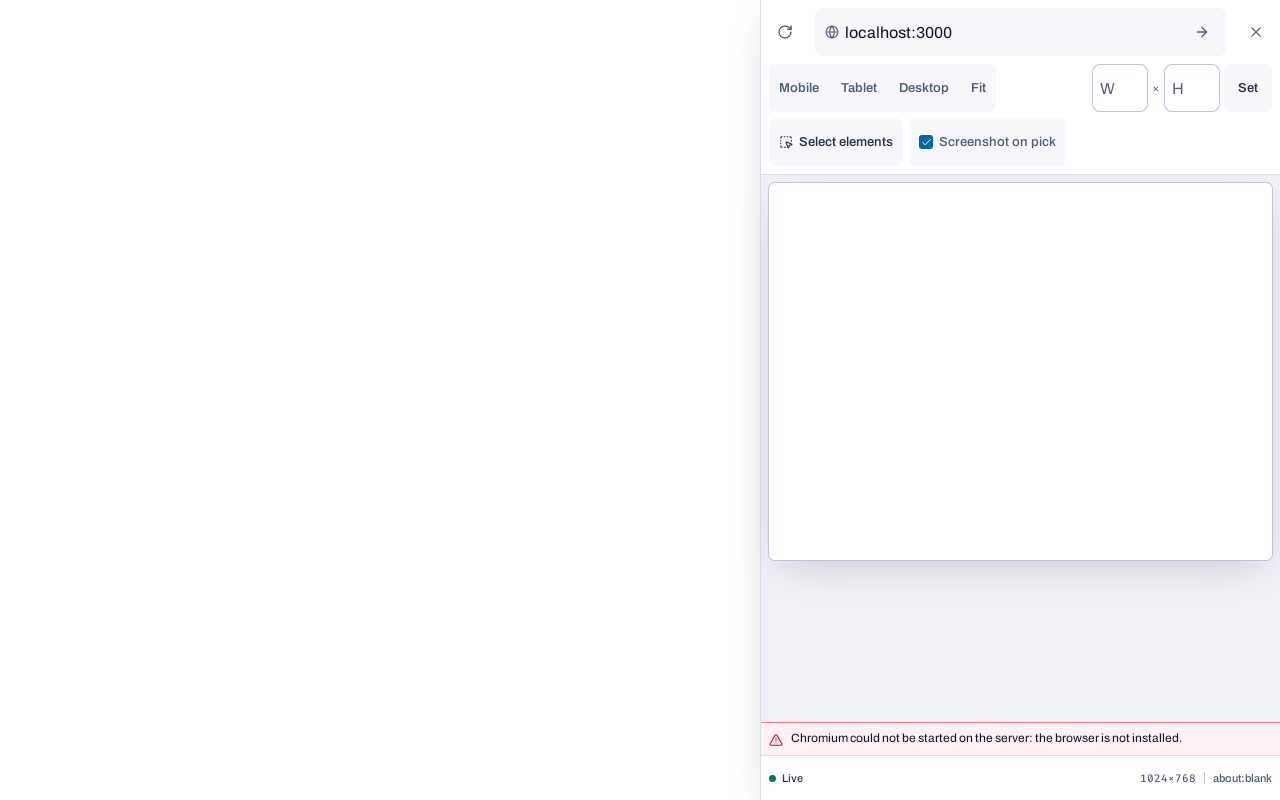 localhost:3000
Mobile Tablet Desktop Fit W × H Set
Select elements Screenshot on pick
Chromium could not be started on the server: the browser is not installed.
Live 1024×768 about:blank